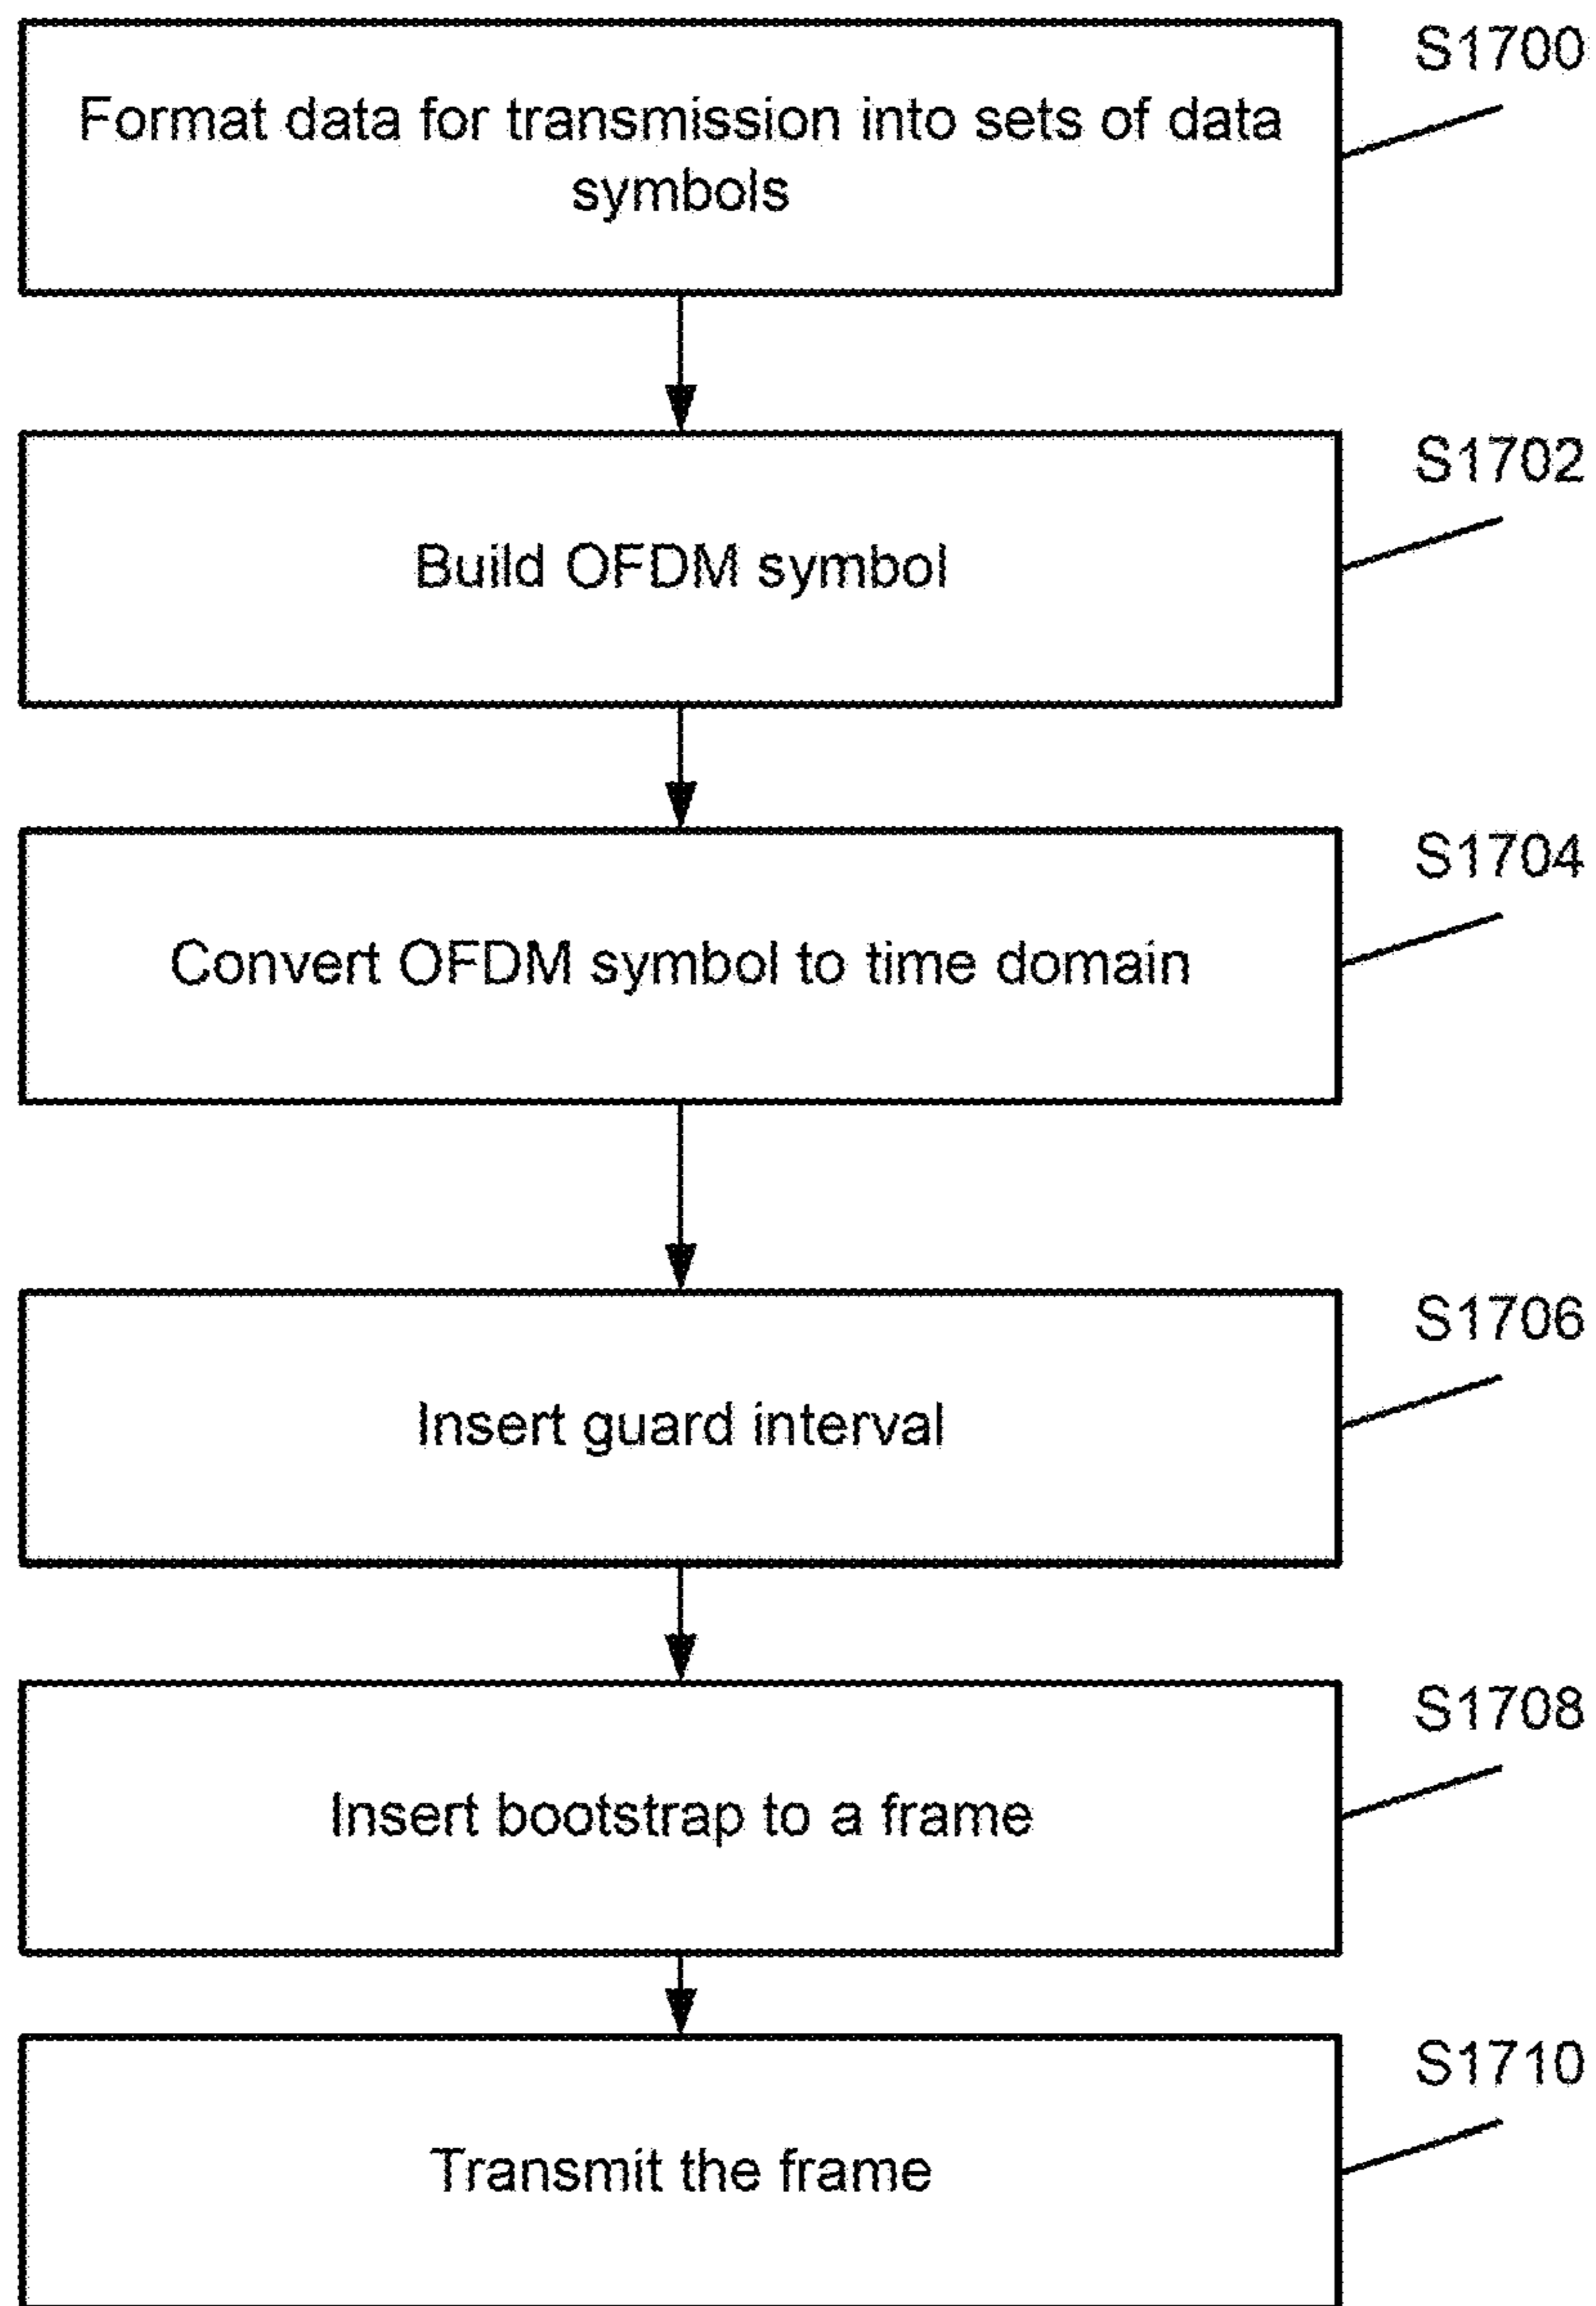 S1700
Format data for transmission into sets of data
symbols
S1702
Build OFDM symbol
S1704
Convert OFDM symbol to time domain
S1706
Insert guard interval
S1708
Insert bootstrap to a frame
S1710
Transmit the frame